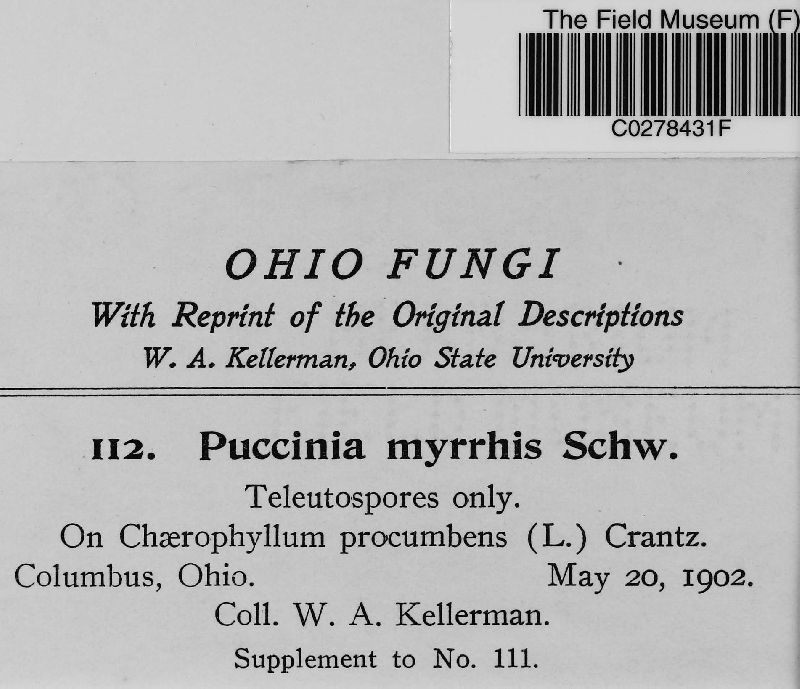 The Field Museum (F)
C0278431F
OHIO FUNGI
With Reprint of the Original Descriptions
W. A. Kellerman, Ohio State University
112. Puccinia myrrhis Schw.
Teleutospores only.
On Chærophyllum procumbens (L.) Crantz.
Columbus, Ohio. May 20, 1902.
Coll. W. A. Kellerman.
Supplement to No. 111.